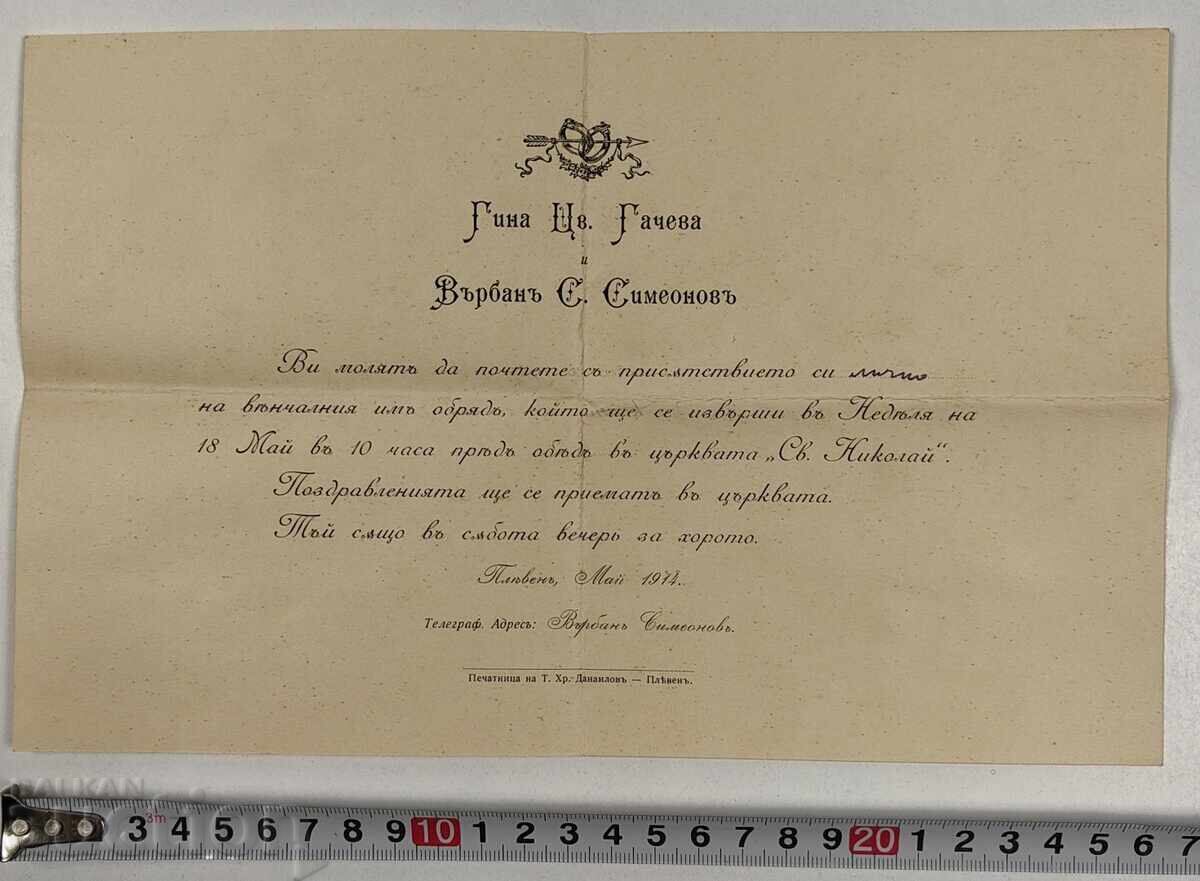 Гина Цв. Гачева
и
Върбанъ С. Симеоновъ
Ви молятъ да почтете съ присѫтствието си лично
на вѣнчалния имъ обрядъ, който ще се извърши въ Недѣля на
18 Май въ 10 часа прѣдъ обѣдъ въ църквата „Св. Николай“.
Поздравленията ще се приематъ въ църквата.
Тъй сѫщо въ сѫбота вечерь за хорото.
Плѣвенъ, Май 1914.
Телеграф. Адресъ: Върбанъ Симеоновъ.
Печатница на Т. Хр. Данаиловъ — Плѣвенъ.
BALKAN
3 3m 4 5 6 7 8 9 10 1 2 3 4 5 6 7 8 9 20 1 2 3 4 5 6 7